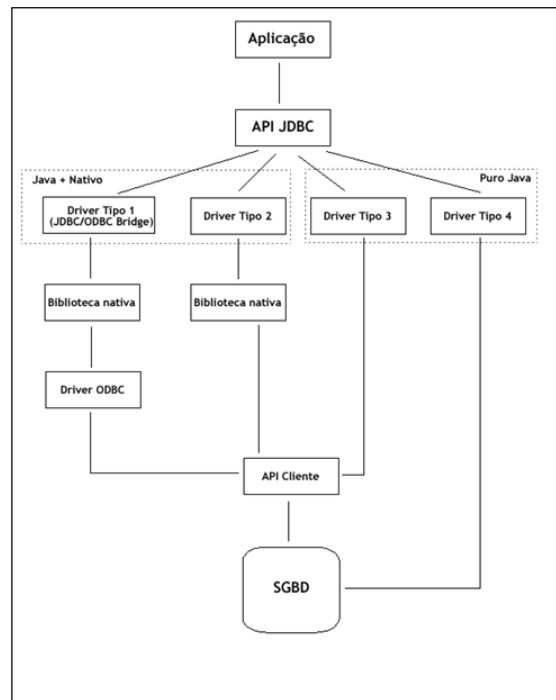 Aplicação
API JDBC
Java + Nativo
Puro Java
Driver Tipo 1
(JDBC/ODBC Bridge)
Driver Tipo 2
Driver Tipo 3
Driver Tipo 4
Biblioteca nativa
Biblioteca nativa
Driver ODBC
API Cliente
SGBD